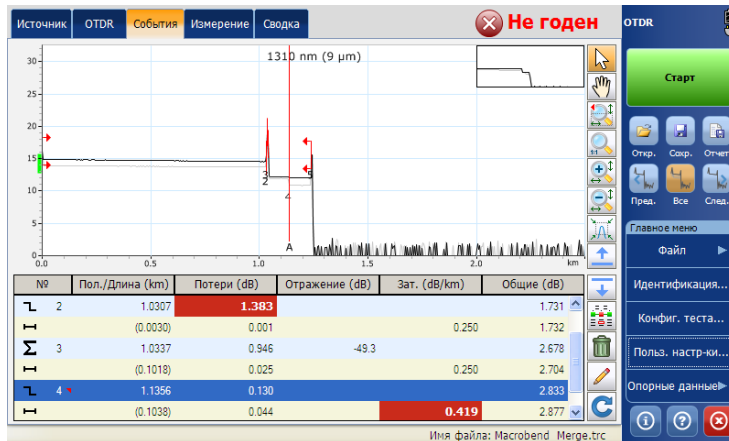 Источник OTDR События Измерение Сводка Не годен OTDR
1310 nm (9 µm)
30
25
20
15
10
5
0
0.0 0.5 1.0 1.5 2.0 km
3
2
4
5
A
1:1
Старт
Откр. Сохр. Отчет
Пред. Все След.
Главное меню
Файл
Идентификация...
Конфиг. теста...
Польз. настр-ки...
Опорные данные
№ Пол./Длина (km) Потери (dB) Отражение (dB) Зат. (dB/km) Общие (dB)
2 1.0307 1.383 1.731
(0.0030) 0.001 0.250 1.732
3 1.0337 0.946 -49.3 2.678
(0.1018) 0.025 0.250 2.704
4 1.1356 0.130 2.833
(0.1038) 0.044 0.419 2.877
Имя файла: Macrobend Merge.trc